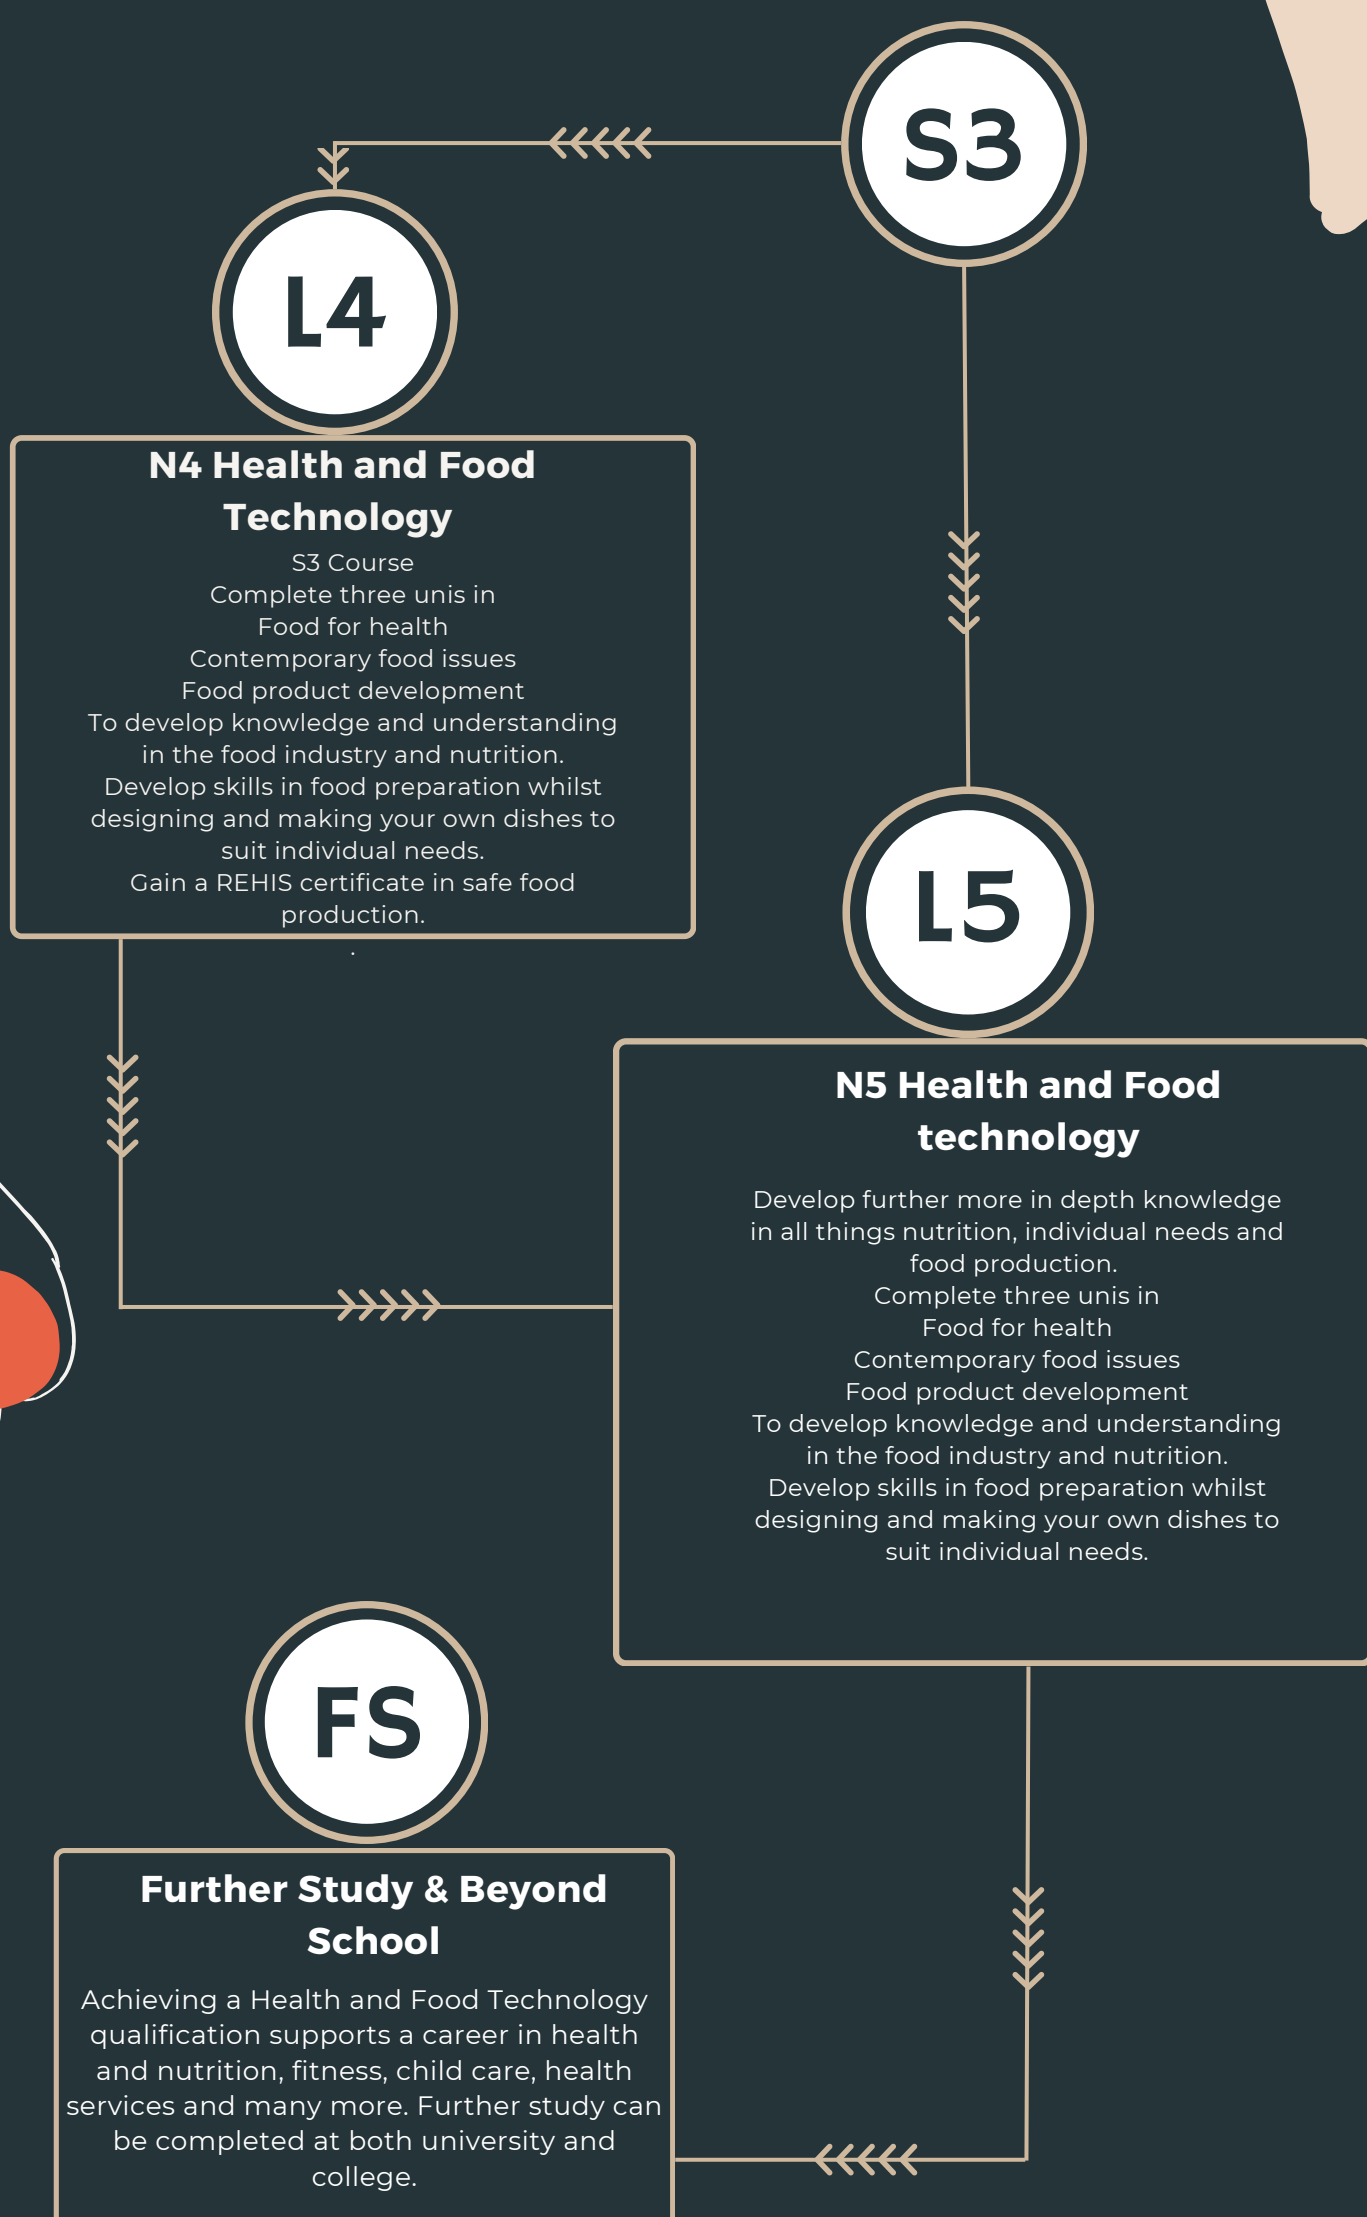 S3
L4
N4 Health and Food
Technology
S3 Course
Complete three unis in
Food for health
Contemporary food issues
Food product development
To develop knowledge and understanding
in the food industry and nutrition.
Develop skills in food preparation whilst
designing and making your own dishes to
suit individual needs.
Gain a REHIS certificate in safe food
production.
.
L5
N5 Health and Food
technology
Develop further more in depth knowledge
in all things nutrition, individual needs and
food production.
Complete three unis in
Food for health
Contemporary food issues
Food product development
To develop knowledge and understanding
in the food industry and nutrition.
Develop skills in food preparation whilst
designing and making your own dishes to
suit individual needs.
FS
Further Study & Beyond
School
Achieving a Health and Food Technology
qualification supports a career in health
and nutrition, fitness, child care, health
services and many more. Further study can
be completed at both university and
college.